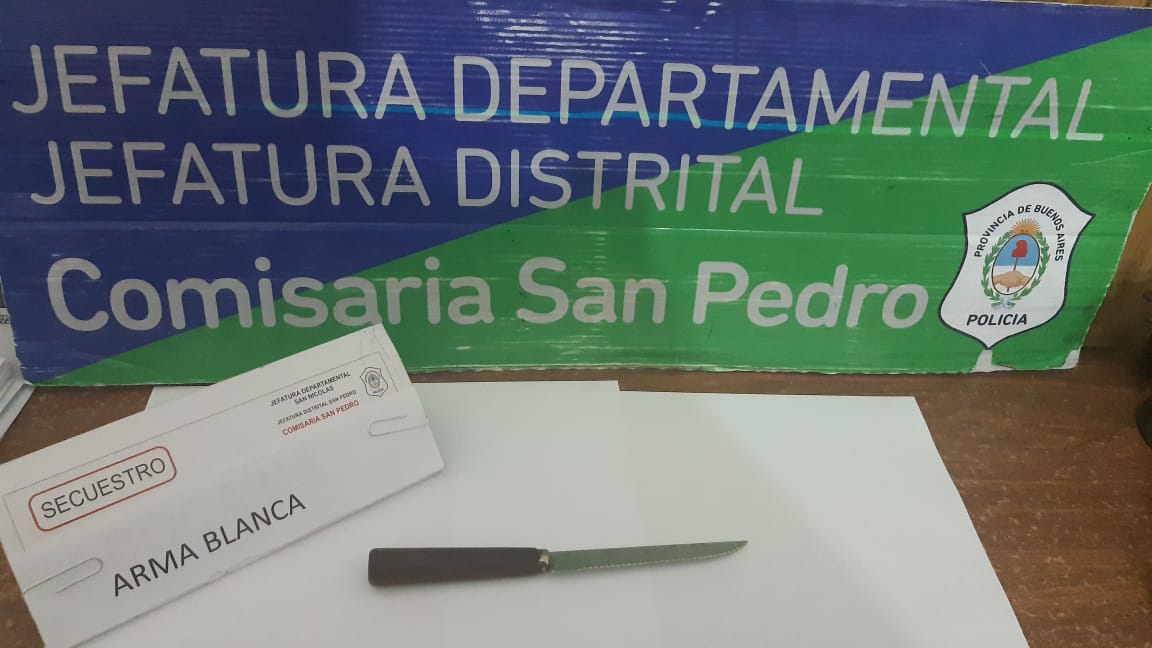 JEFATURA DEPARTAMENTAL
JEFATURA DISTRITAL
Comisaria San Pedro
PROVINCIA DE BUENOS AIRES
POLICIA
JEFATURA DEPARTAMENTAL
SAN NICOLAS
JEFATURA DISTRITAL SAN PEDRO
COMISARIA SAN PEDRO
SECUESTRO
ARMA BLANCA